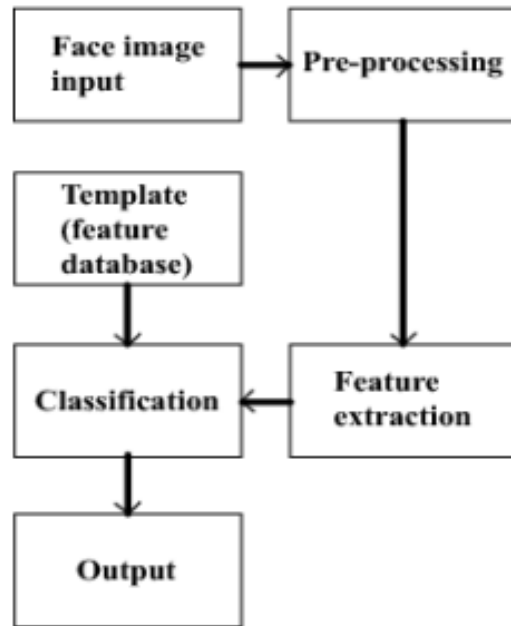 Face image
input
Pre-processing
Template
(feature
database)
Classification
Feature
extraction
Output